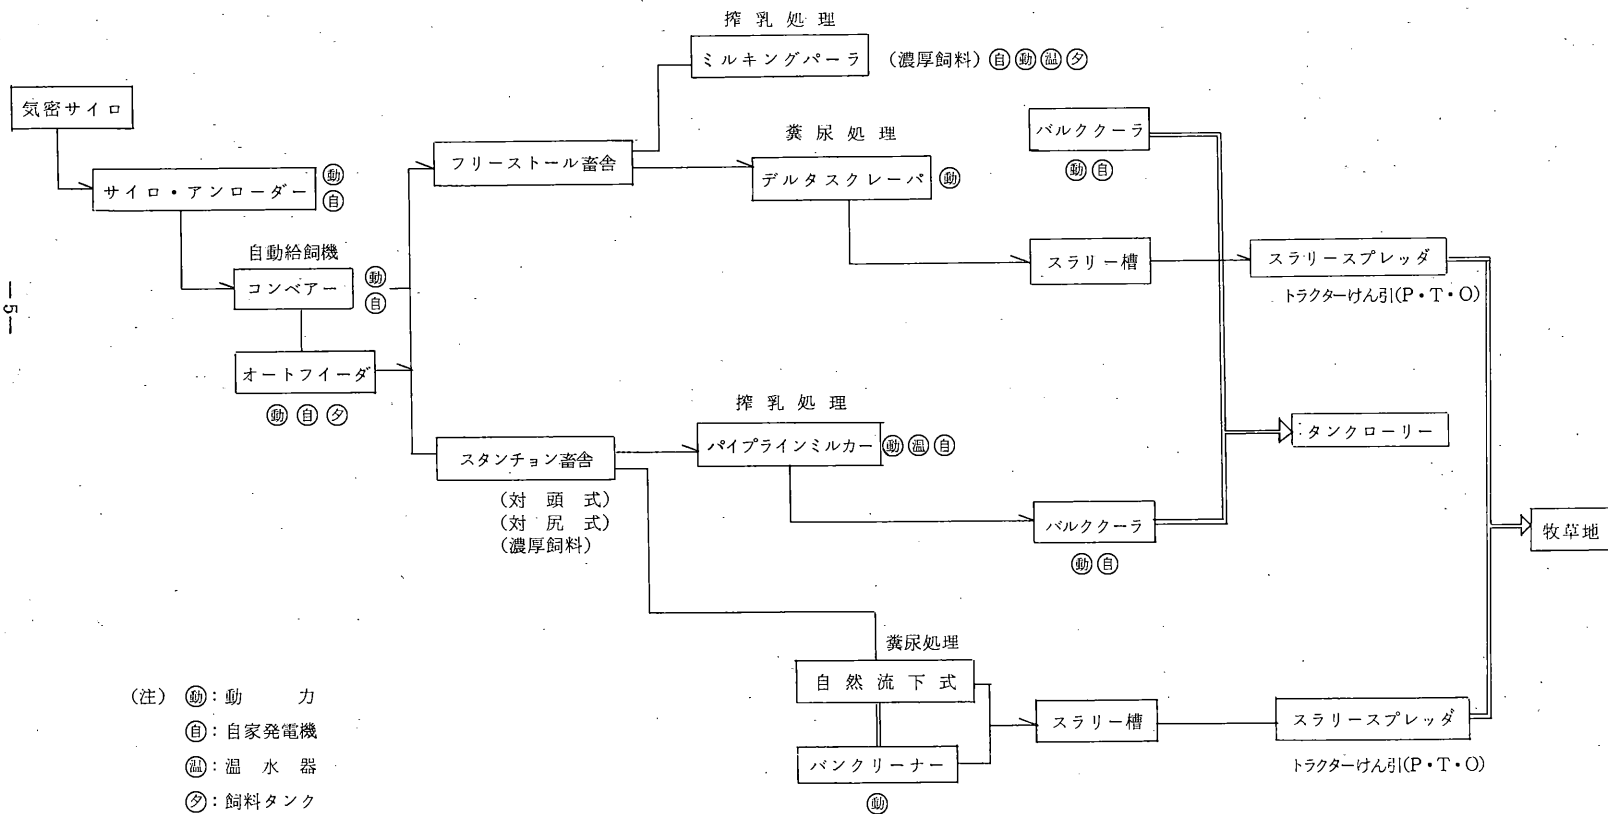 搾乳処理
ミルキングパーラ (濃厚飼料) 自 動 温 タ
気密サイロ
サイロ・アンローダー 動 自
自動給飼機
コンベアー 動 自
オートフイーダ
動 自 タ
フリーストール畜舎
糞尿処理
デルタスクレーパ 動
バルククーラ
動 自
スラリー槽
スラリースプレッダ
トラクターけん引(P・T・O)
搾乳処理
スタンチョン畜舎
(対頭式)
(対尻式)
(濃厚飼料)
パイプラインミルカー 動 温 自
タンクローリー
バルククーラ
動 自
牧草地
糞尿処理
自然流下式
バンクリーナー
動
スラリー槽
スラリースプレッダ
トラクターけん引(P・T・O)
(注) 動:動力
自:自家発電機
温:温水器
タ:飼料タンク
—5—